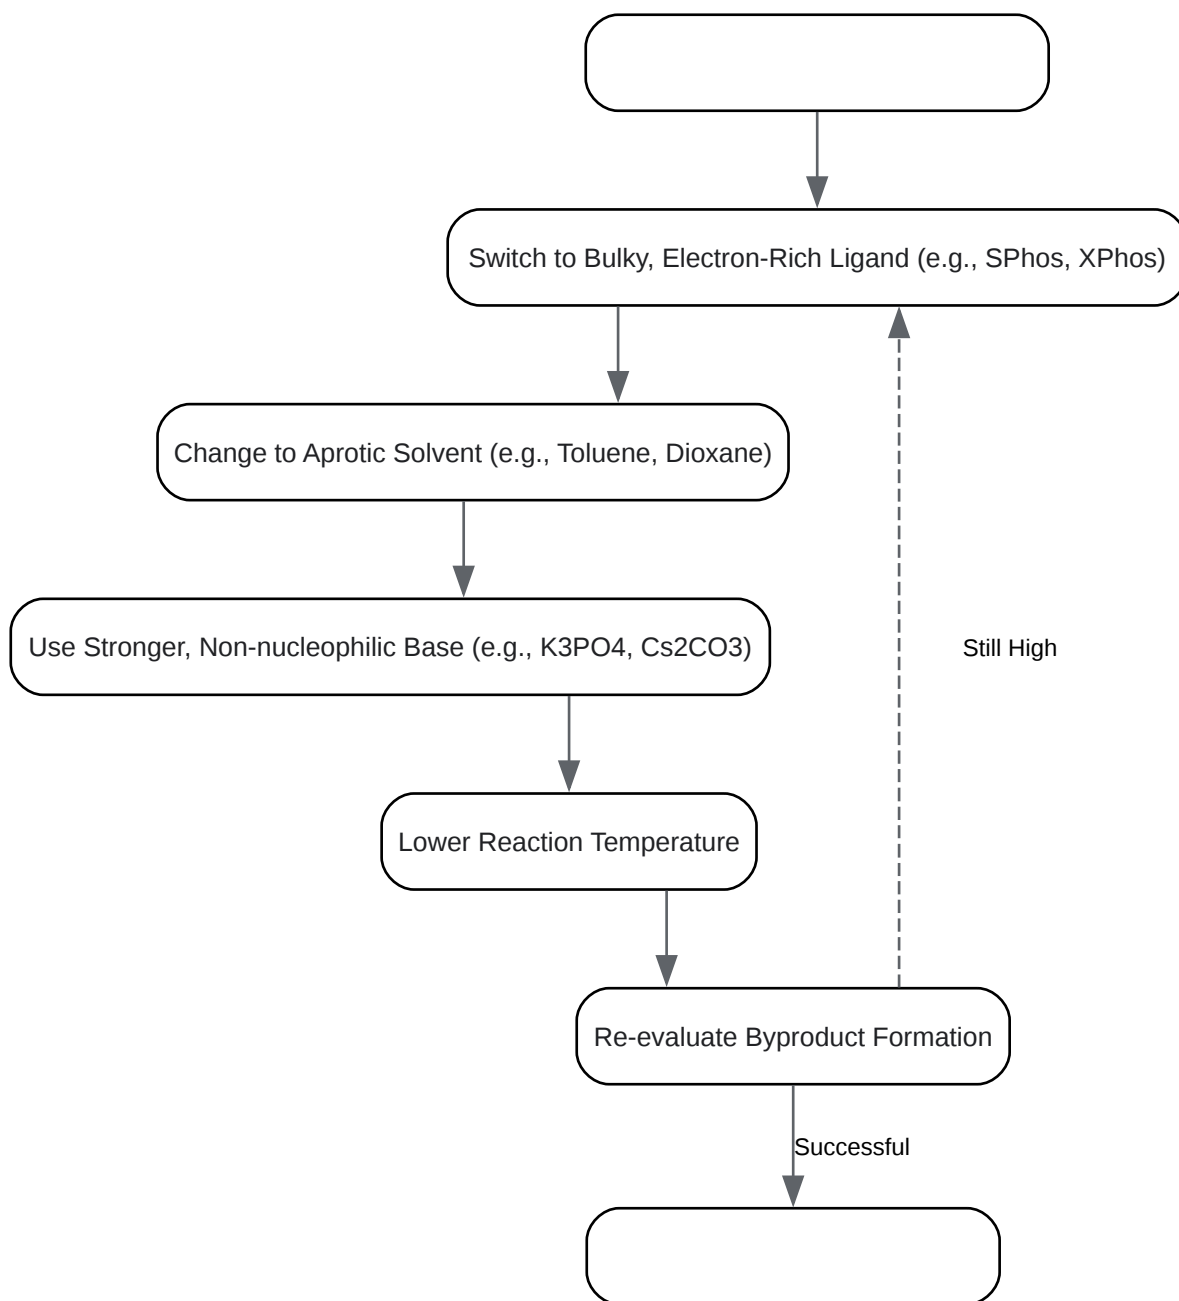 Switch to Bulky, Electron-Rich Ligand (e.g., SPhos, XPhos)
Change to Aprotic Solvent (e.g., Toluene, Dioxane)
Use Stronger, Non-nucleophilic Base (e.g., K3PO4, Cs2CO3)
Still High
Lower Reaction Temperature
Re-evaluate Byproduct Formation
Successful